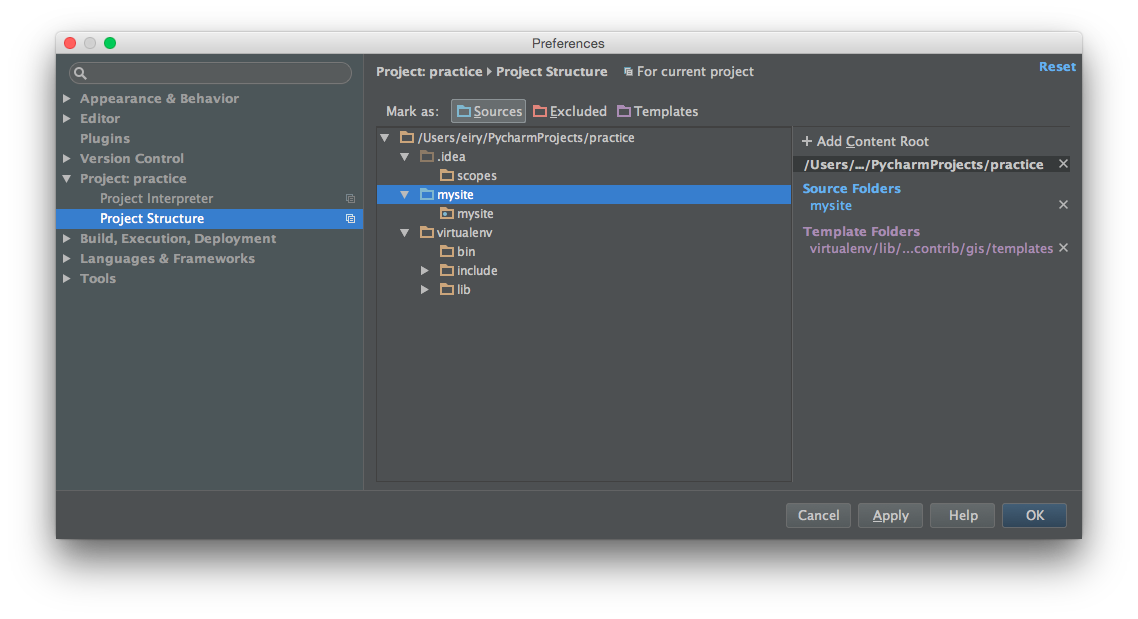 Preferences
Project: practice › Project Structure For current project Reset
Appearance & Behavior
Editor
Plugins
Version Control
Project: practice
Project Interpreter
Project Structure
Build, Execution, Deployment
Languages & Frameworks
Tools
Mark as: Sources Excluded Templates
/Users/eiry/PycharmProjects/practice
.idea
scopes
mysite
mysite
virtualenv
bin
include
lib
+ Add Content Root
/Users/.../PycharmProjects/practice ×
Source Folders
mysite ×
Template Folders
virtualenv/lib/...contrib/gis/templates ×
Cancel Apply Help OK